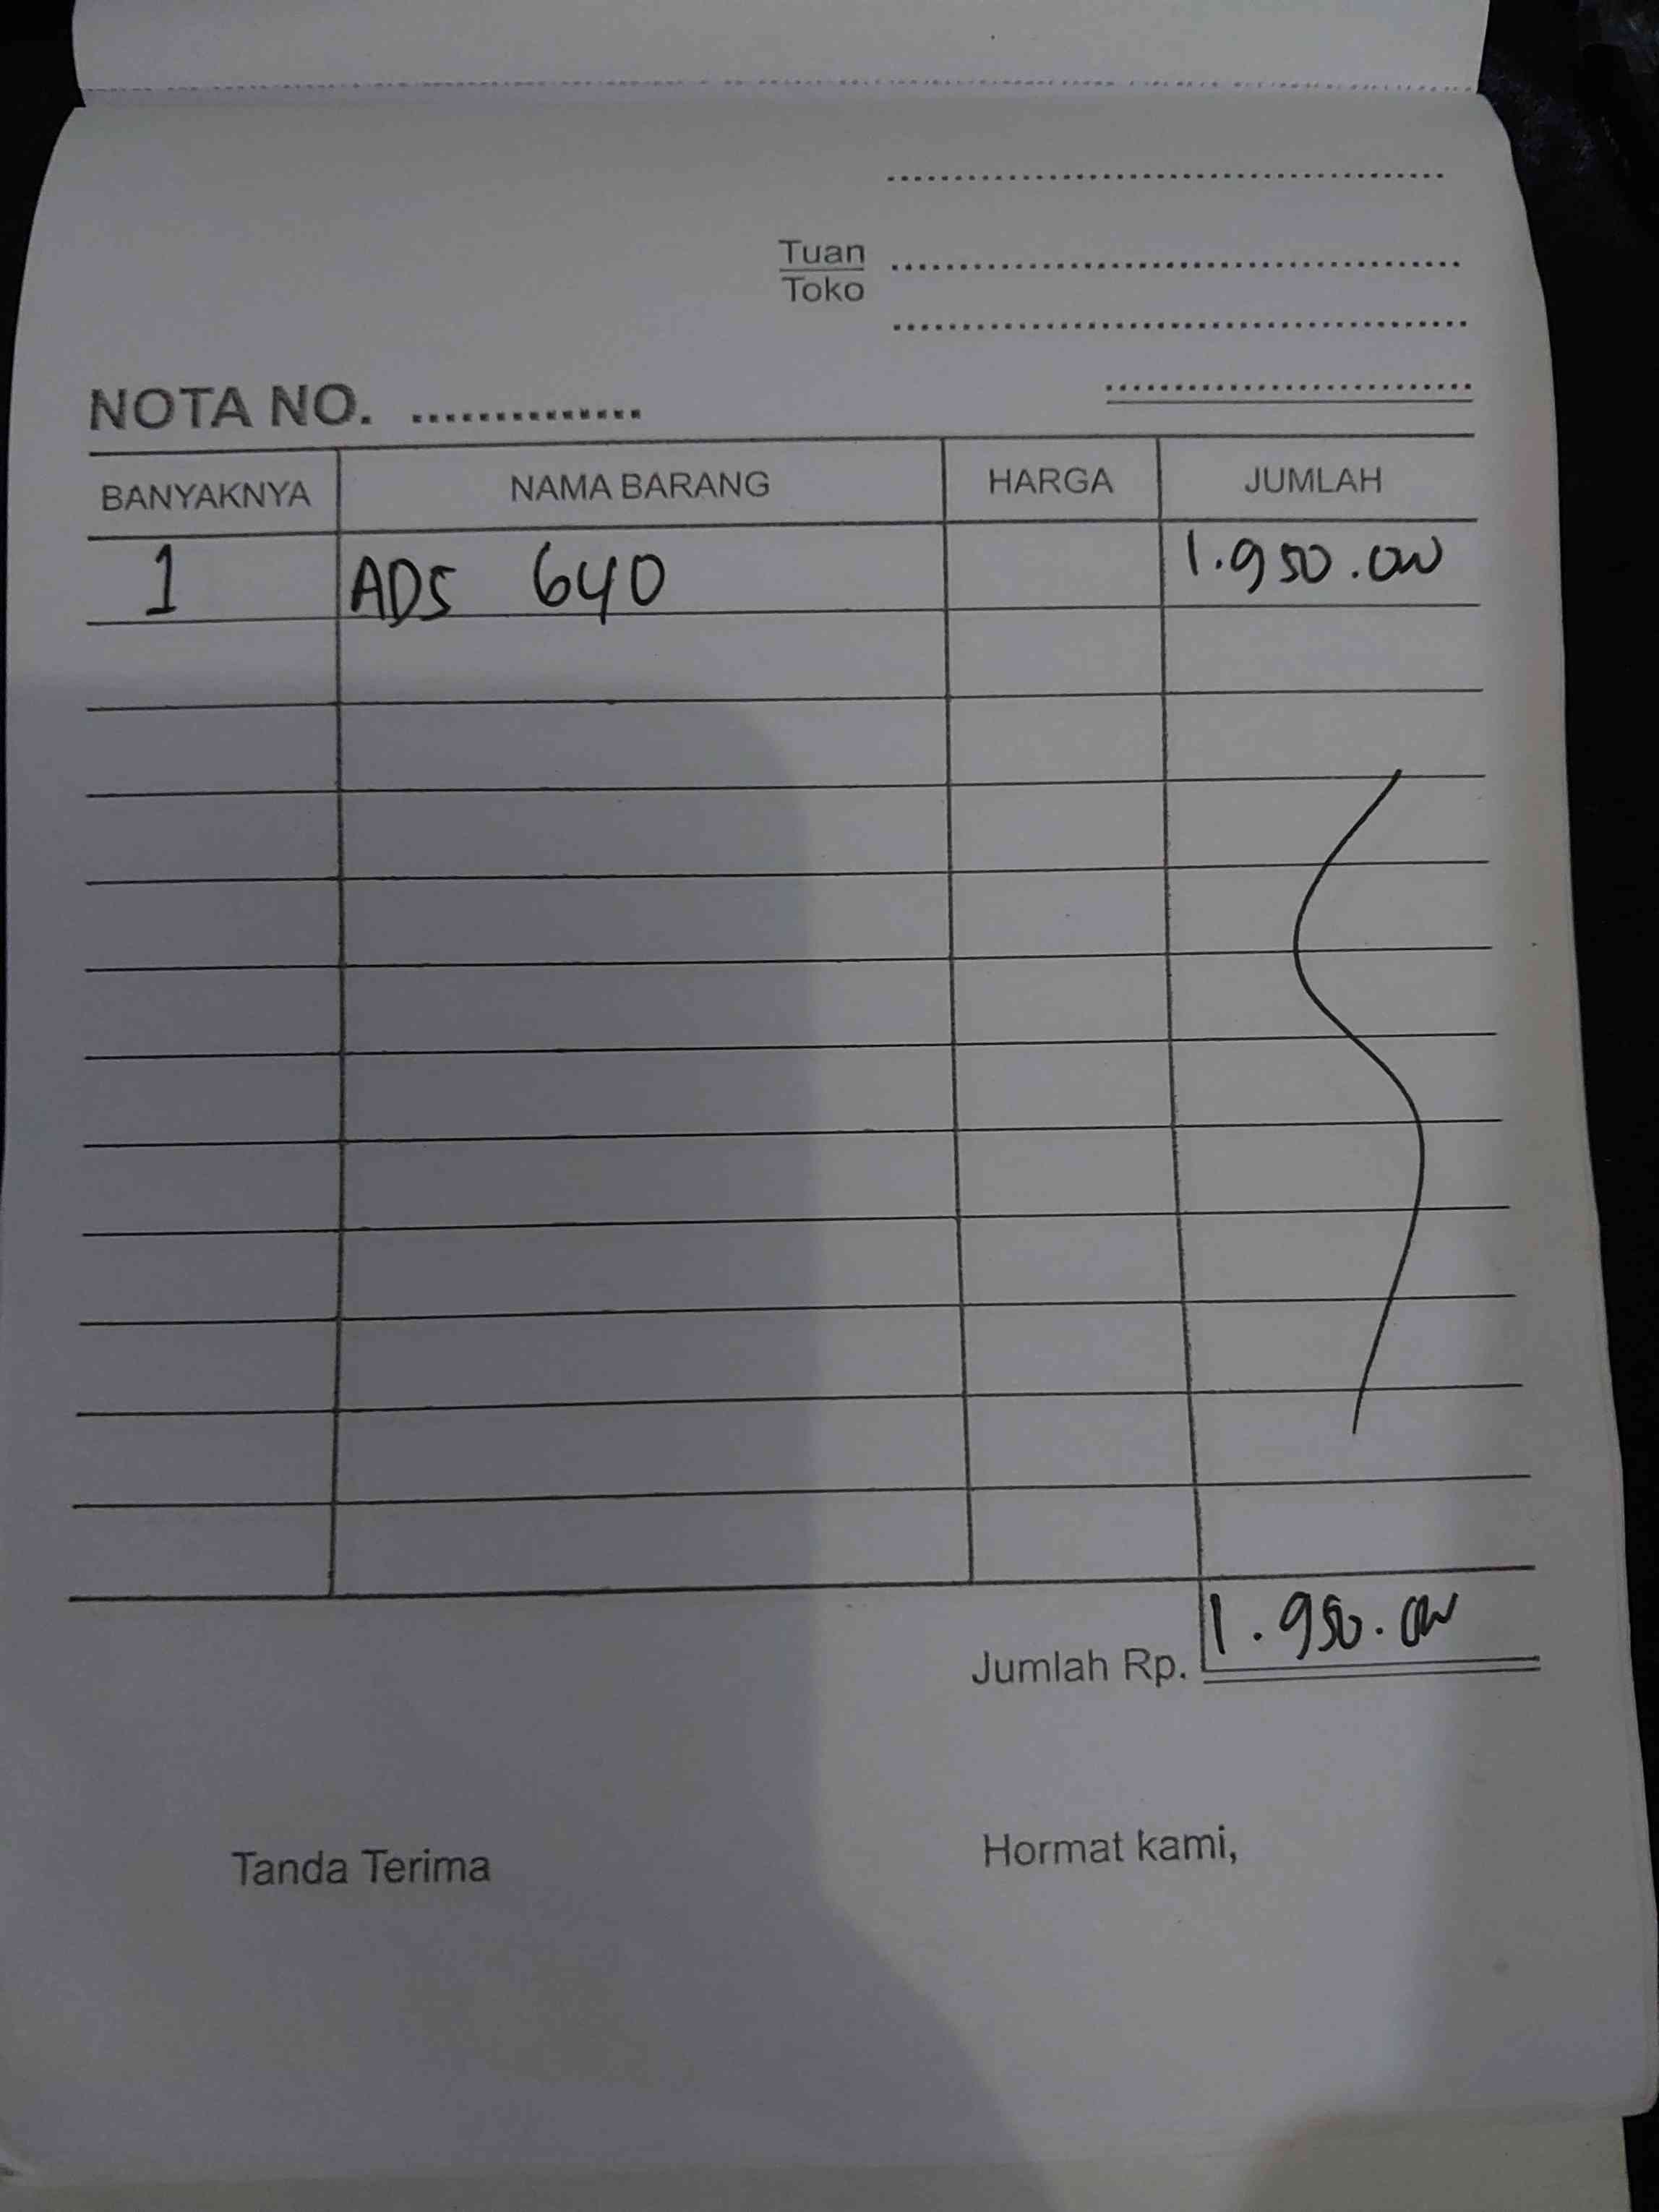 Tuan
Toko
NOTA NO. ..............
BANYAKNYA NAMA BARANG HARGA JUMLAH
1 ADS 640 1.950.000
Jumlah Rp. 1.950.000
Tanda Terima Hormat kami,